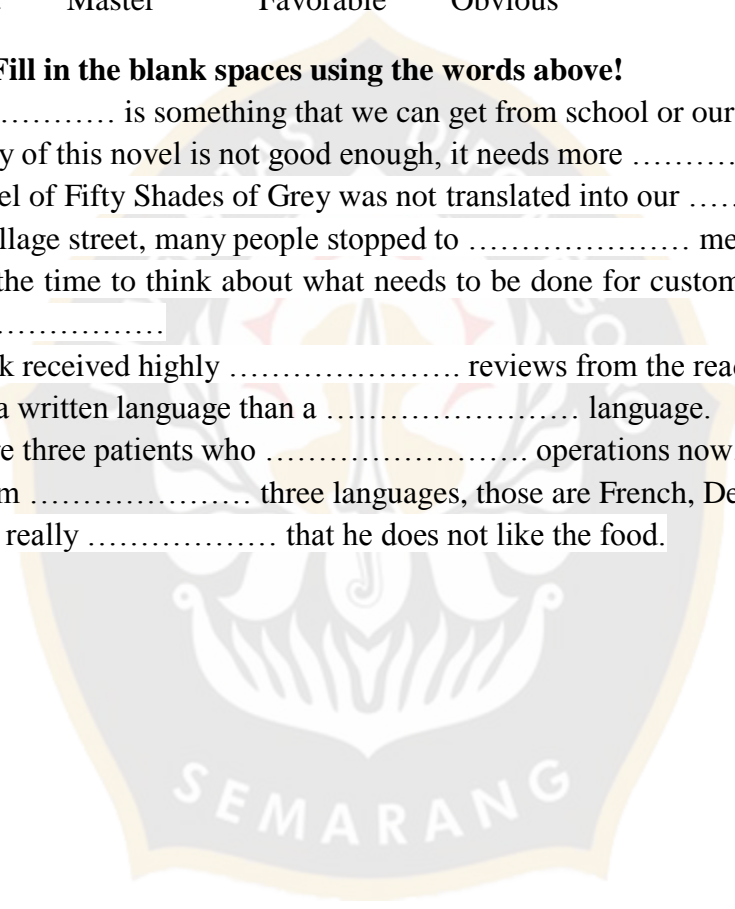 Master Favorable Obvious
Fill in the blank spaces using the words above!
………… is something that we can get from school or our
y of this novel is not good enough, it needs more ………
el of Fifty Shades of Grey was not translated into our ……
llage street, many people stopped to ………………… me
the time to think about what needs to be done for custom
……………
k received highly …………………. reviews from the rea
a written language than a …………………… language.
re three patients who ……………………. operations now
m ………………… three languages, those are French, De
really ……………… that he does not like the food.
SEMARANG